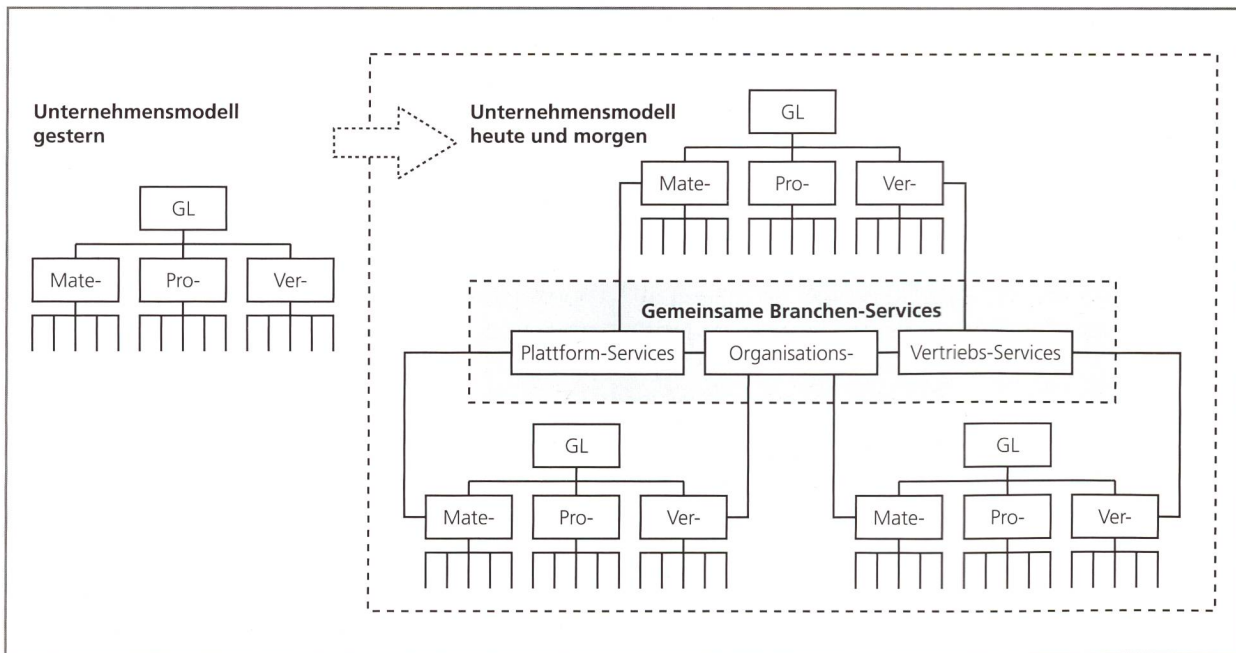 Unternehmensmodell
gestern
GL
Mate-
Pro-
Ver-
Unternehmensmodell
heute und morgen
GL
Mate-
Pro-
Ver-
Gemeinsame Branchen-Services
Plattform-Services
Organisations-
Vertriebs-Services
GL
Mate-
Pro-
Ver-
GL
Mate-
Pro-
Ver-